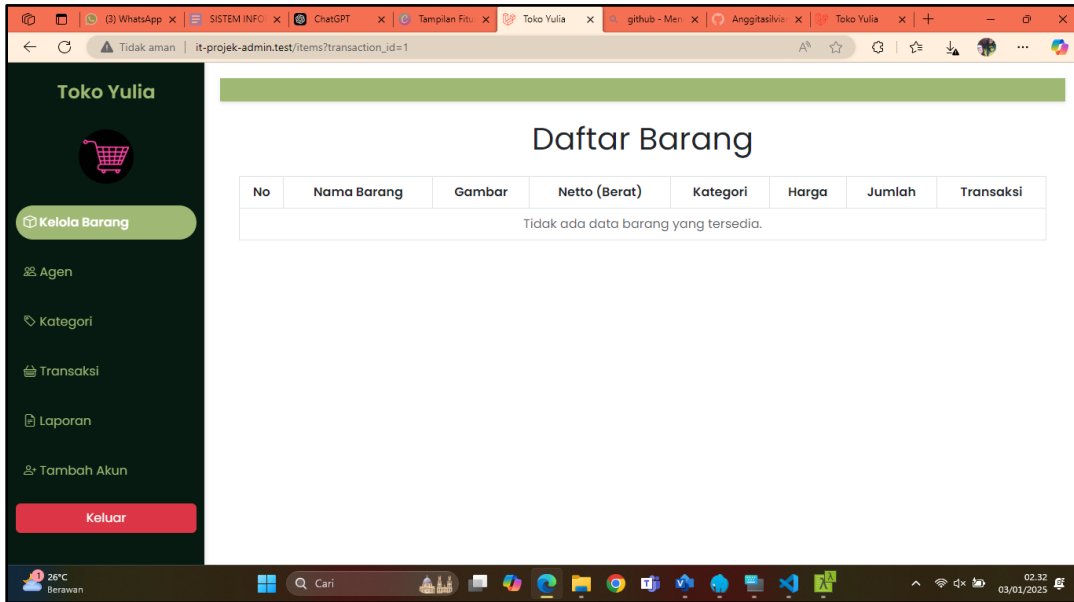 (3) WhatsApp
SISTEM INFO
ChatGPT
Tampilan Fitu
Toko Yulia
github - Men
Anggitasilvia
Toko Yulia
Tidak aman
it-projek-admin.test/items?transaction_id=1
Toko Yulia
Kelola Barang
Agen
Kategori
Transaksi
Laporan
Tambah Akun
Keluar
Daftar Barang
No Nama Barang Gambar Netto (Berat) Kategori Harga Jumlah Transaksi
Tidak ada data barang yang tersedia.
1
26°C
Berawan
Cari
02.32
03/01/2025